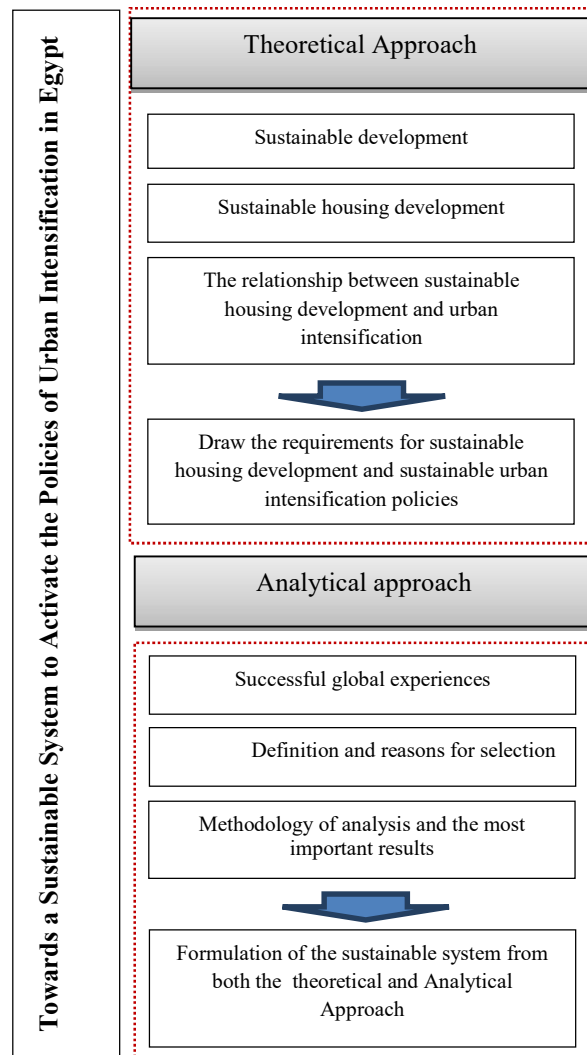 Towards a Sustainable System to Activate the Policies of Urban Intensification in Egypt
Theoretical Approach
Sustainable development
Sustainable housing development
The relationship between sustainable
housing development and urban
intensification
Draw the requirements for sustainable
housing development and sustainable urban
intensification policies
Analytical approach
Successful global experiences
Definition and reasons for selection
Methodology of analysis and the most
important results
Formulation of the sustainable system from
both the theoretical and Analytical
Approach